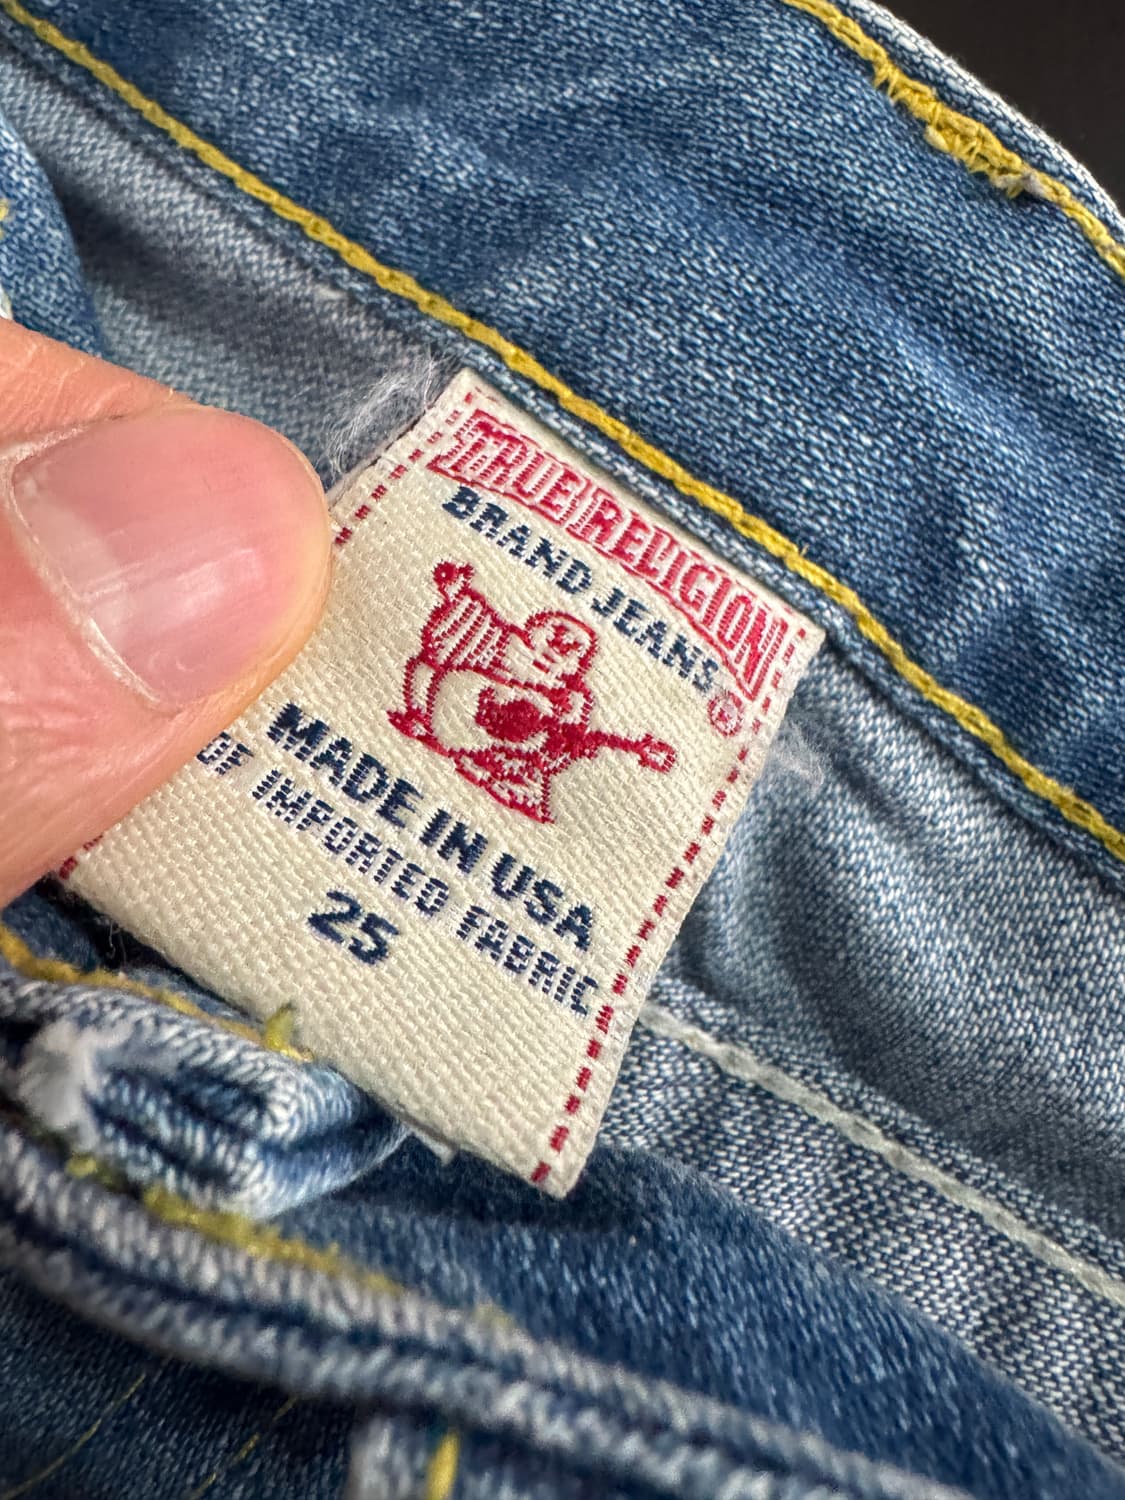 TRUE RELIGION
BRAND JEANS
®
MADE IN USA
OF IMPORTED FABRIC
25